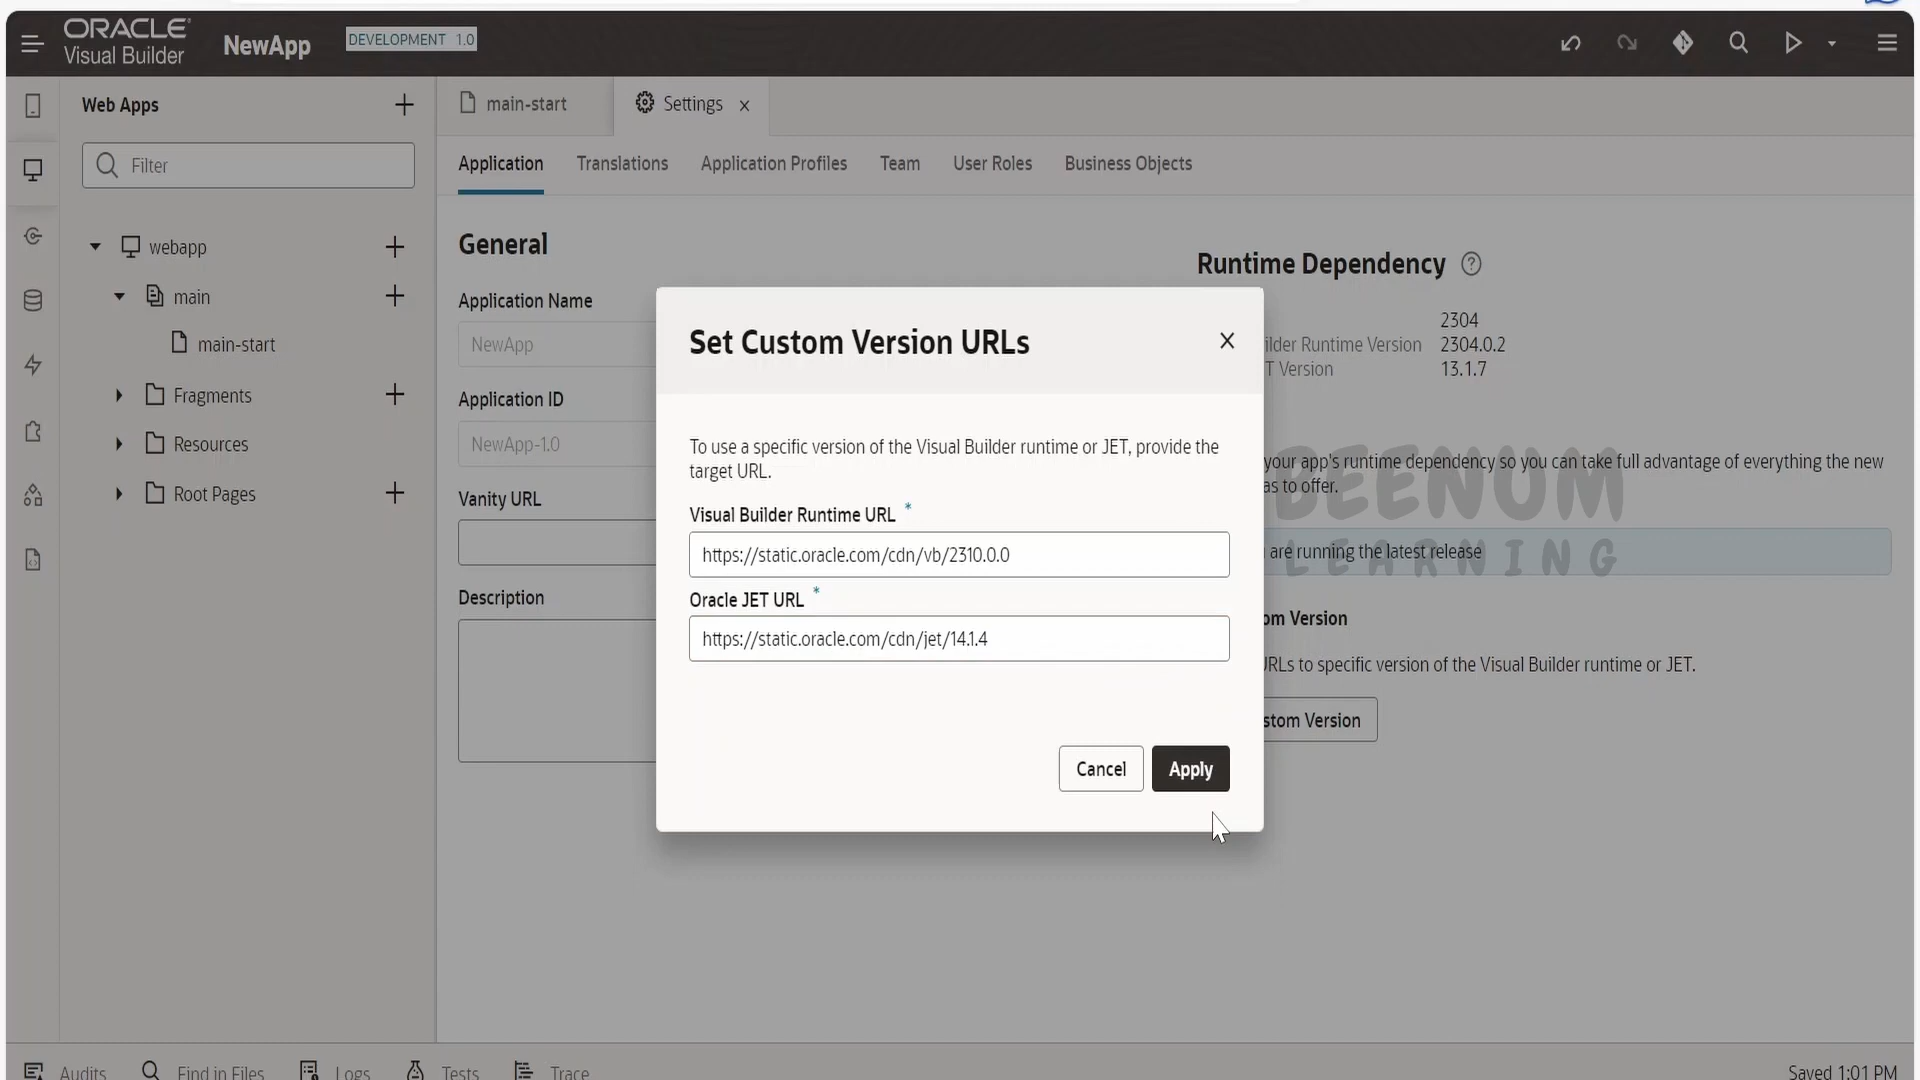 ORACLE
Visual Builder
NewApp
DEVELOPMENT 1.0
Web Apps
Filter
webapp
main
main-start
Fragments
Resources
Root Pages
main-start
Settings
Application Translations Application Profiles Team User Roles Business Objects
General
Application Name
NewApp
Application ID
NewApp-1.0
Vanity URL
Description
Runtime Dependency
2304
ilder Runtime Version 2304.0.2
T Version 13.1.7
your app's runtime dependency so you can take full advantage of everything the new
as to offer.
BEENUM
LEARNING
are running the latest release
om Version
RLs to specific version of the Visual Builder runtime or JET.
stom Version
Set Custom Version URLs
To use a specific version of the Visual Builder runtime or JET, provide the
target URL.
Visual Builder Runtime URL *
https://static.oracle.com/cdn/vb/2310.0.0
Oracle JET URL *
https://static.oracle.com/cdn/jet/14.1.4
Cancel
Apply
Audits Find in Files Logs Tests Trace
Saved 1:01 PM